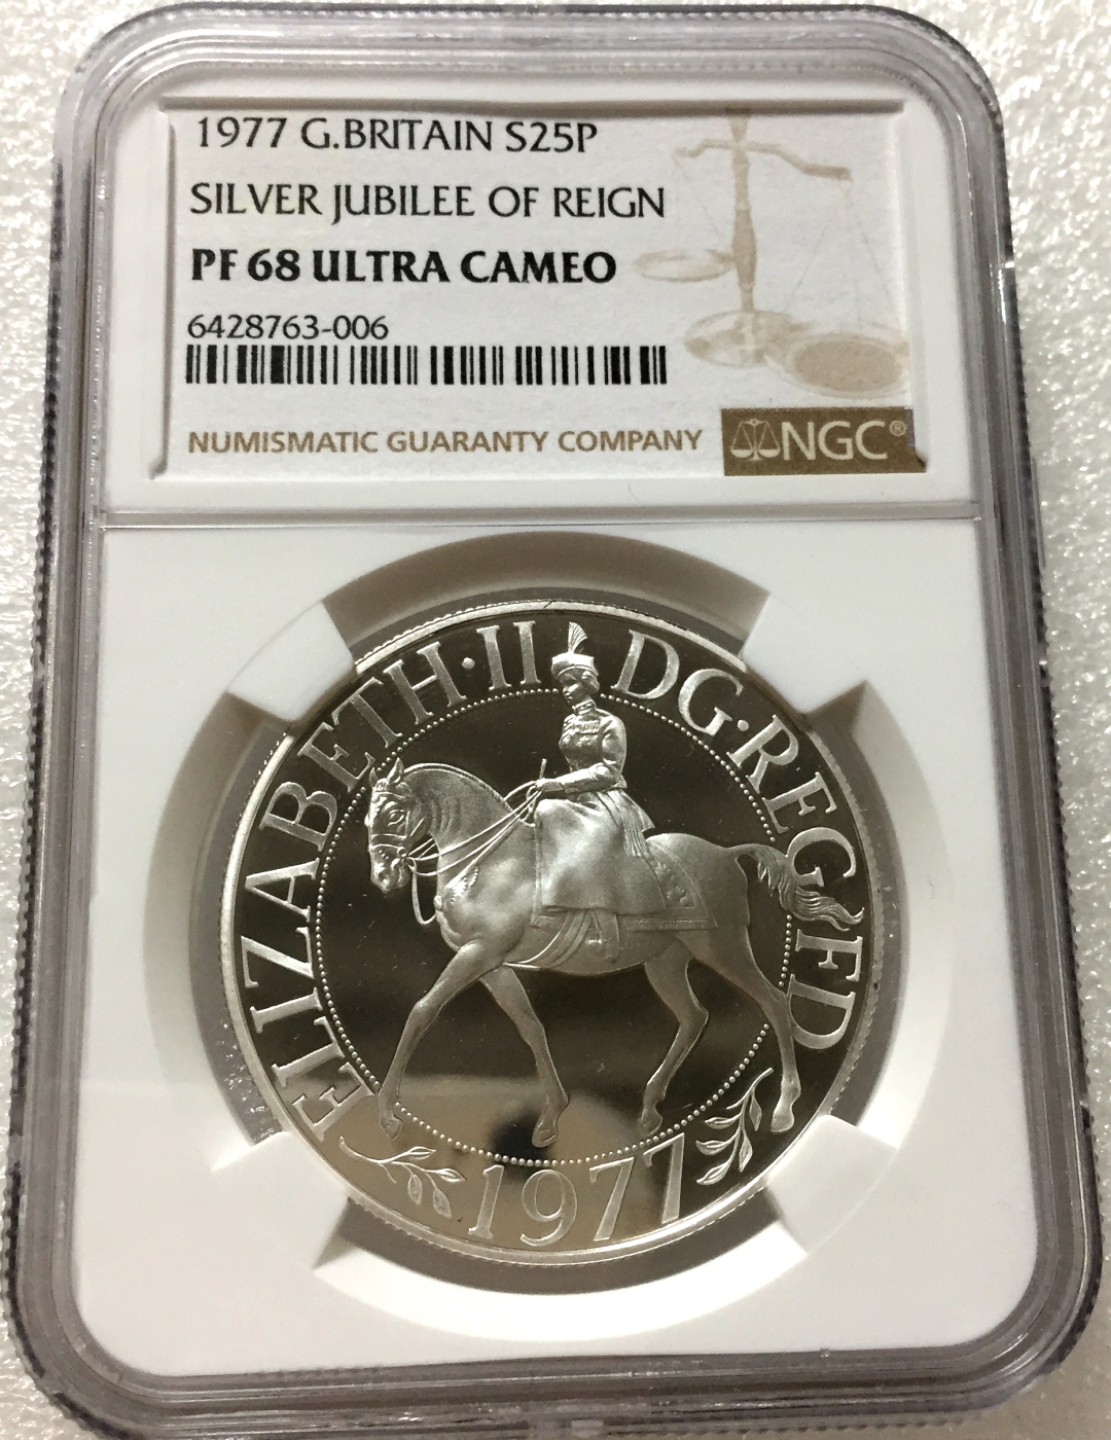 1977 G.BRITAIN S25P
SILVER JUBILEE OF REIGN
PF 68 ULTRA CAMEO
6428763-006
NUMISMATIC GUARANTY COMPANY NGC®
ELIZABETH·II DG·REG FD
1977